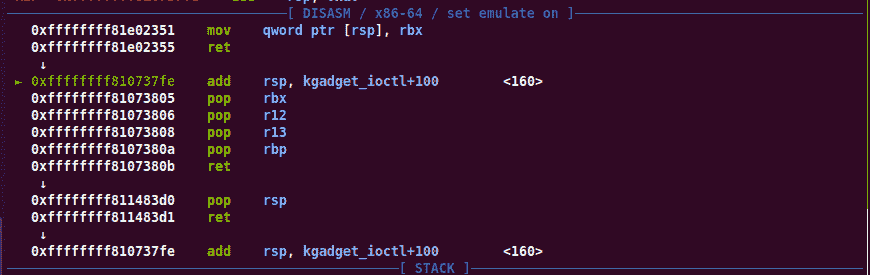 [ DISASM / x86-64 / set emulate on ]
0xffffffff81e02351 mov qword ptr [rsp], rbx
0xffffffff81e02355 ret
↓
► 0xffffffff810737fe add rsp, kgadget_ioctl+100 <160>
0xffffffff81073805 pop rbx
0xffffffff81073806 pop r12
0xffffffff81073808 pop r13
0xffffffff8107380a pop rbp
0xffffffff8107380b ret
↓
0xffffffff811483d0 pop rsp
0xffffffff811483d1 ret
↓
0xffffffff810737fe add rsp, kgadget_ioctl+100 <160>
[ STACK ]